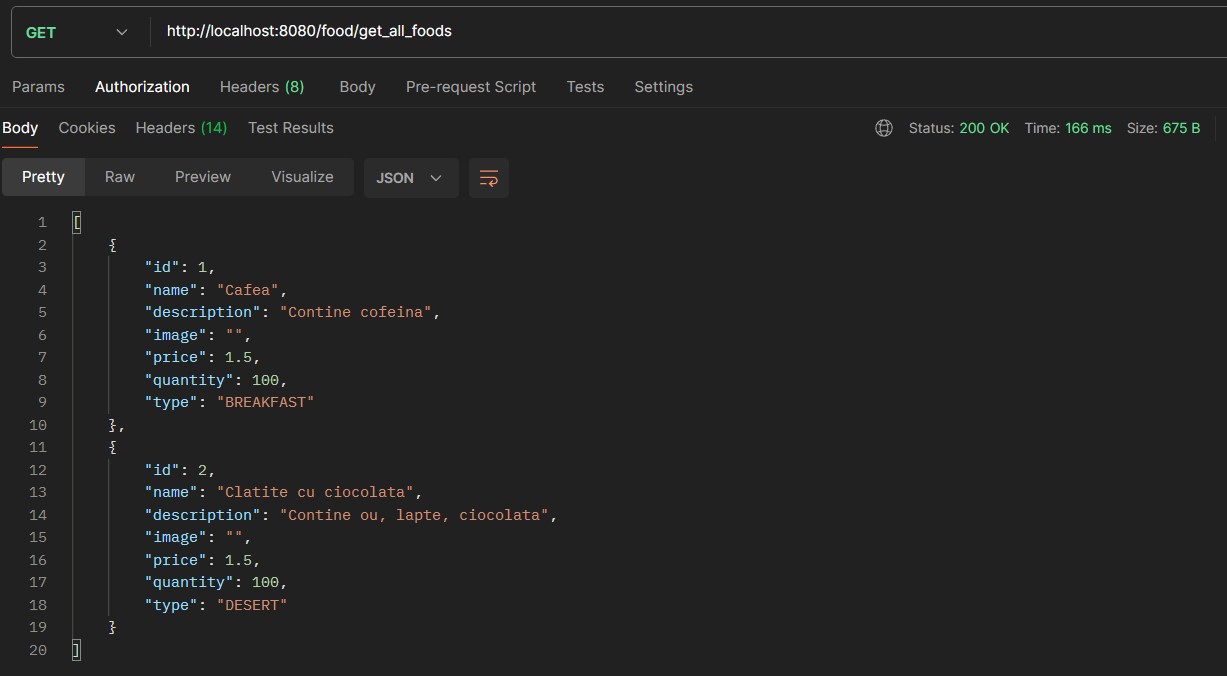 GET http://localhost:8080/food/get_all_foods
Params Authorization Headers (8) Body Pre-request Script Tests Settings
Body Cookies Headers (14) Test Results Status: 200 OK Time: 166 ms Size: 675 B
Pretty Raw Preview Visualize JSON
1 [
2 {
3 "id": 1,
4 "name": "Cafea",
5 "description": "Contine cofeina",
6 "image": "",
7 "price": 1.5,
8 "quantity": 100,
9 "type": "BREAKFAST"
10 },
11 {
12 "id": 2,
13 "name": "Clatite cu ciocolata",
14 "description": "Contine ou, lapte, ciocolata",
15 "image": "",
16 "price": 1.5,
17 "quantity": 100,
18 "type": "DESERT"
19 }
20 ]